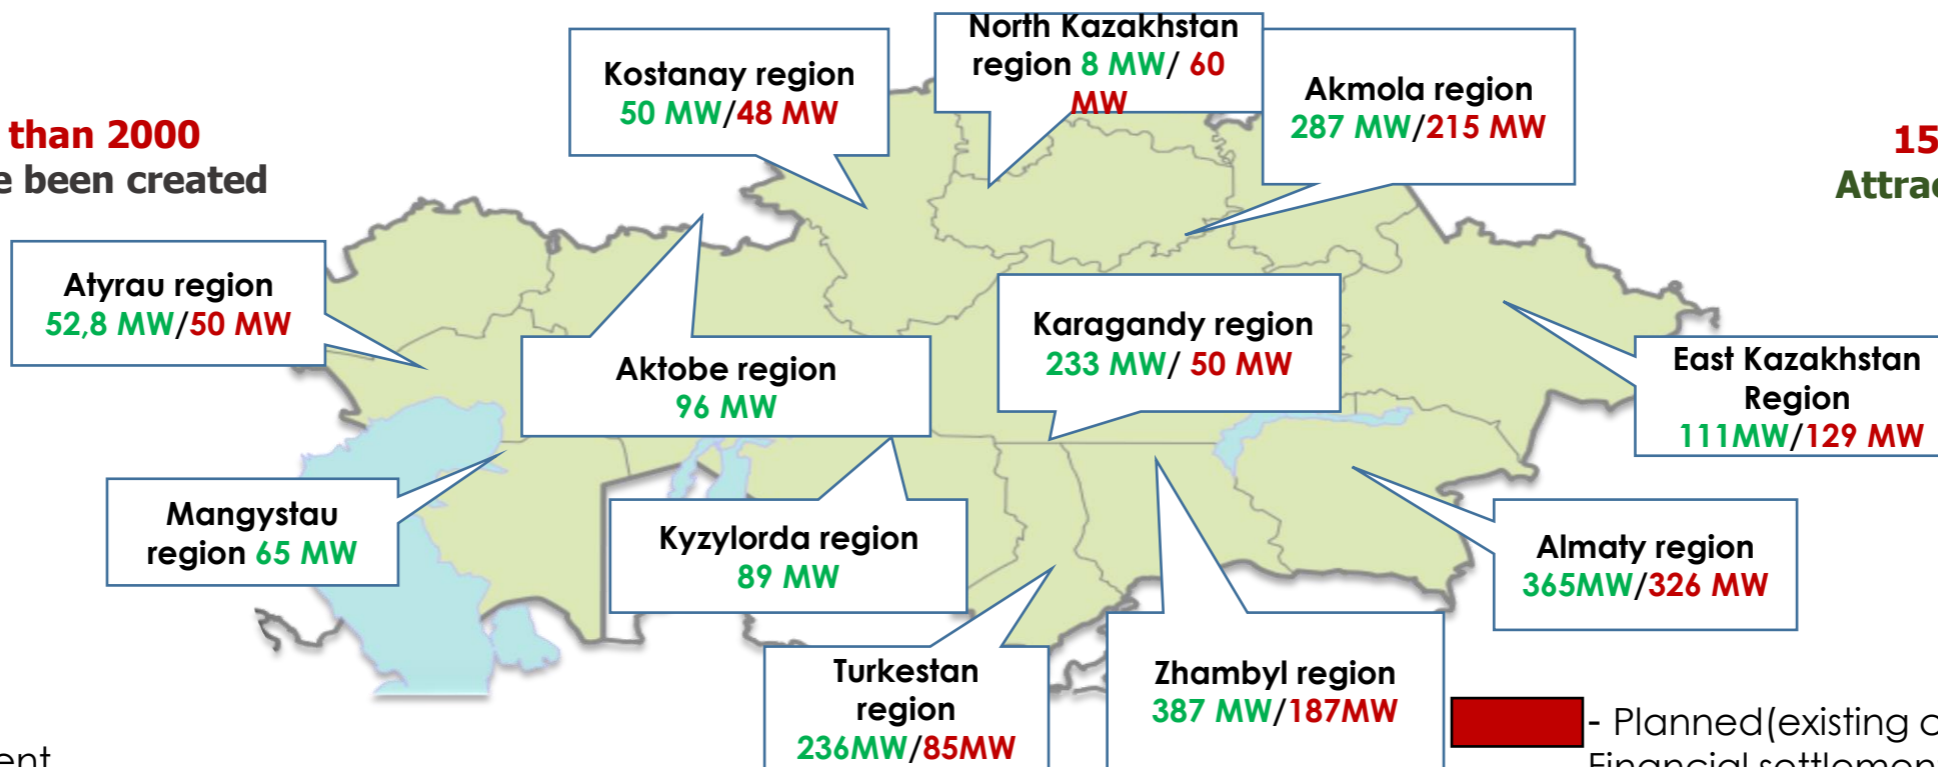 North Kazakhstan
region 8 MW/ 60
MW
Kostanay region
50 MW/48 MW
Akmola region
287 MW/215 MW
than 2000
been created
15
Atyrau region
52,8 MW/50 MW
Aktobe region
96 MW
Karagandy region
233 MW/ 50 MW
East Kazakhstan
Region
111MW/129 MW
Mangystau
region 65 MW
Kyzylorda region
89 MW
Almaty region
365MW/326 MW
Turkestan
region
236MW/85MW
Zhambyl region
387 MW/187MW
- Planned(existing
Financial